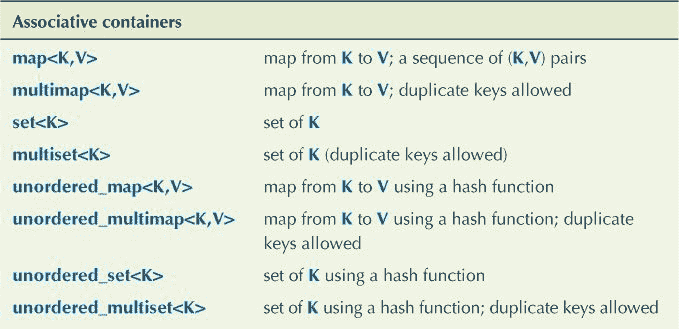 Associative containers
map<K,V> map from K to V; a sequence of (K,V) pairs
multimap<K,V> map from K to V; duplicate keys allowed
set<K> set of K
multiset<K> set of K (duplicate keys allowed)
unordered_map<K,V> map from K to V using a hash function
unordered_multimap<K,V> map from K to V using a hash function; duplicate
keys allowed
unordered_set<K> set of K using a hash function
unordered_multiset<K> set of K using a hash function; duplicate keys allowed